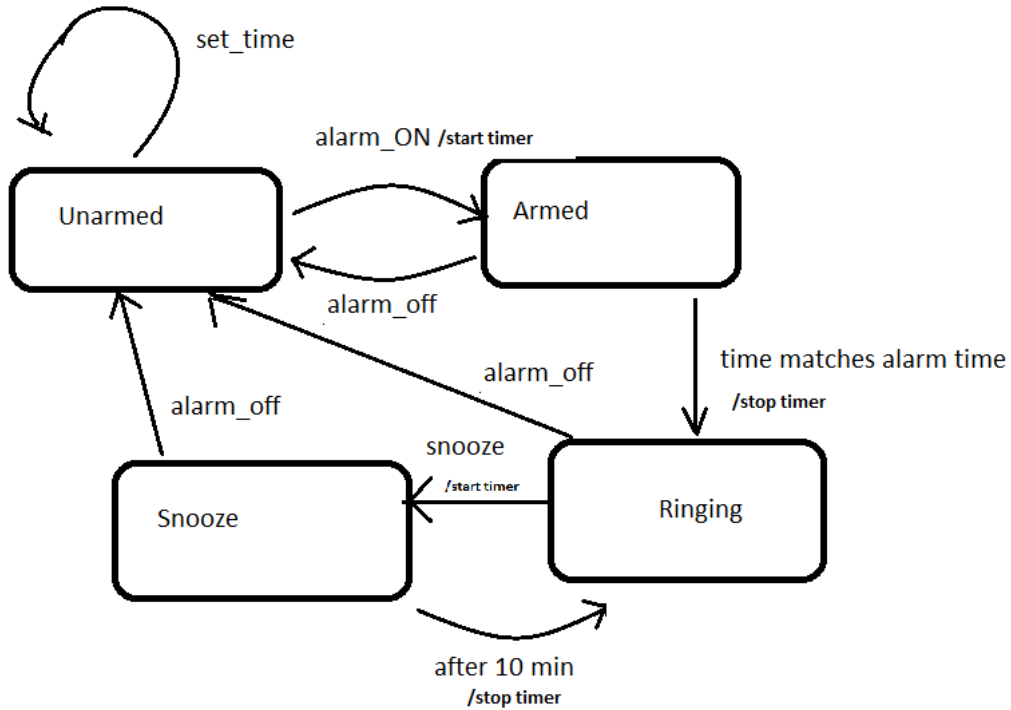 set_time
alarm_ON /start timer
Unarmed
Armed
alarm_off
time matches alarm time
/stop timer
alarm_off
alarm_off
snooze
/start timer
Snooze
Ringing
after 10 min
/stop timer